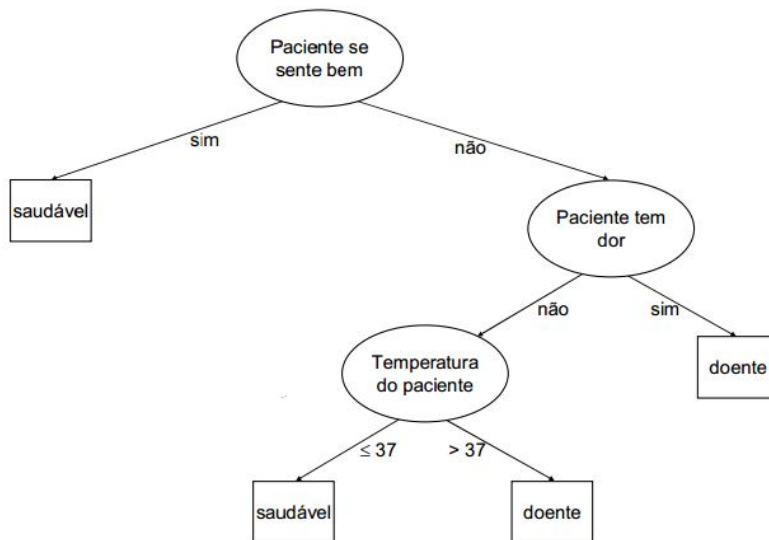 Paciente se
sente bem
sim
não
saudável
Paciente tem
dor
não
sim
Temperatura
do paciente
doente
≤ 37
> 37
saudável
doente